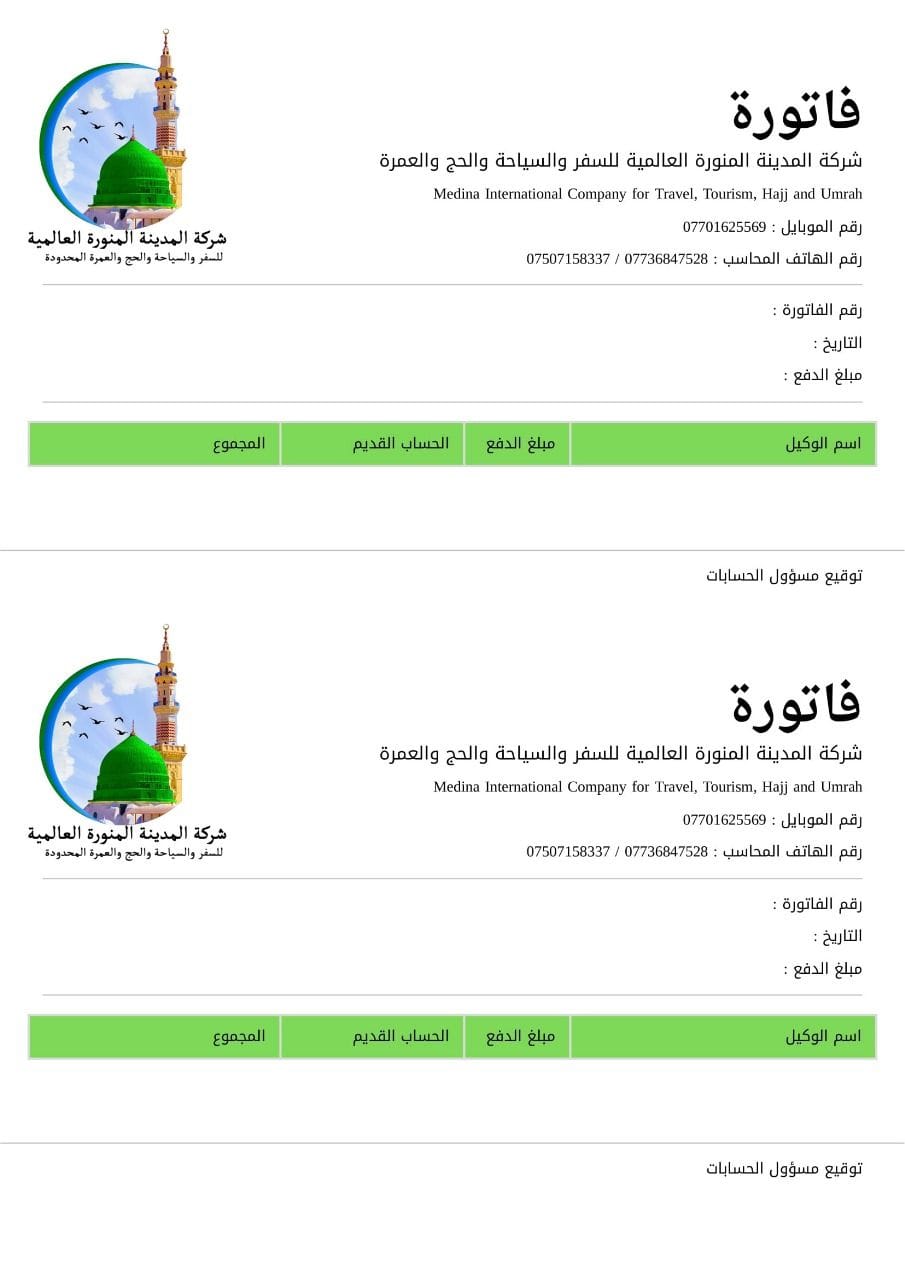 فاتورة
شركة المدينة المنورة العالمية للسفر والسياحة والحج والعمرة
Medina International Company for Travel, Tourism, Hajj and Umrah
رقم الموبايل : 07701625569
رقم الهاتف المحاسب : 07736847528 / 07507158337
شركة المدينة المنورة العالمية
للسفر والسياحة والحج والعمرة المحدودة
رقم الفاتورة :
التاريخ :
مبلغ الدفع :
اسم الوكيل مبلغ الدفع الحساب القديم المجموع
توقيع مسؤول الحسابات
فاتورة
شركة المدينة المنورة العالمية للسفر والسياحة والحج والعمرة
Medina International Company for Travel, Tourism, Hajj and Umrah
رقم الموبايل : 07701625569
رقم الهاتف المحاسب : 07736847528 / 07507158337
شركة المدينة المنورة العالمية
للسفر والسياحة والحج والعمرة المحدودة
رقم الفاتورة :
التاريخ :
مبلغ الدفع :
اسم الوكيل مبلغ الدفع الحساب القديم المجموع
توقيع مسؤول الحسابات